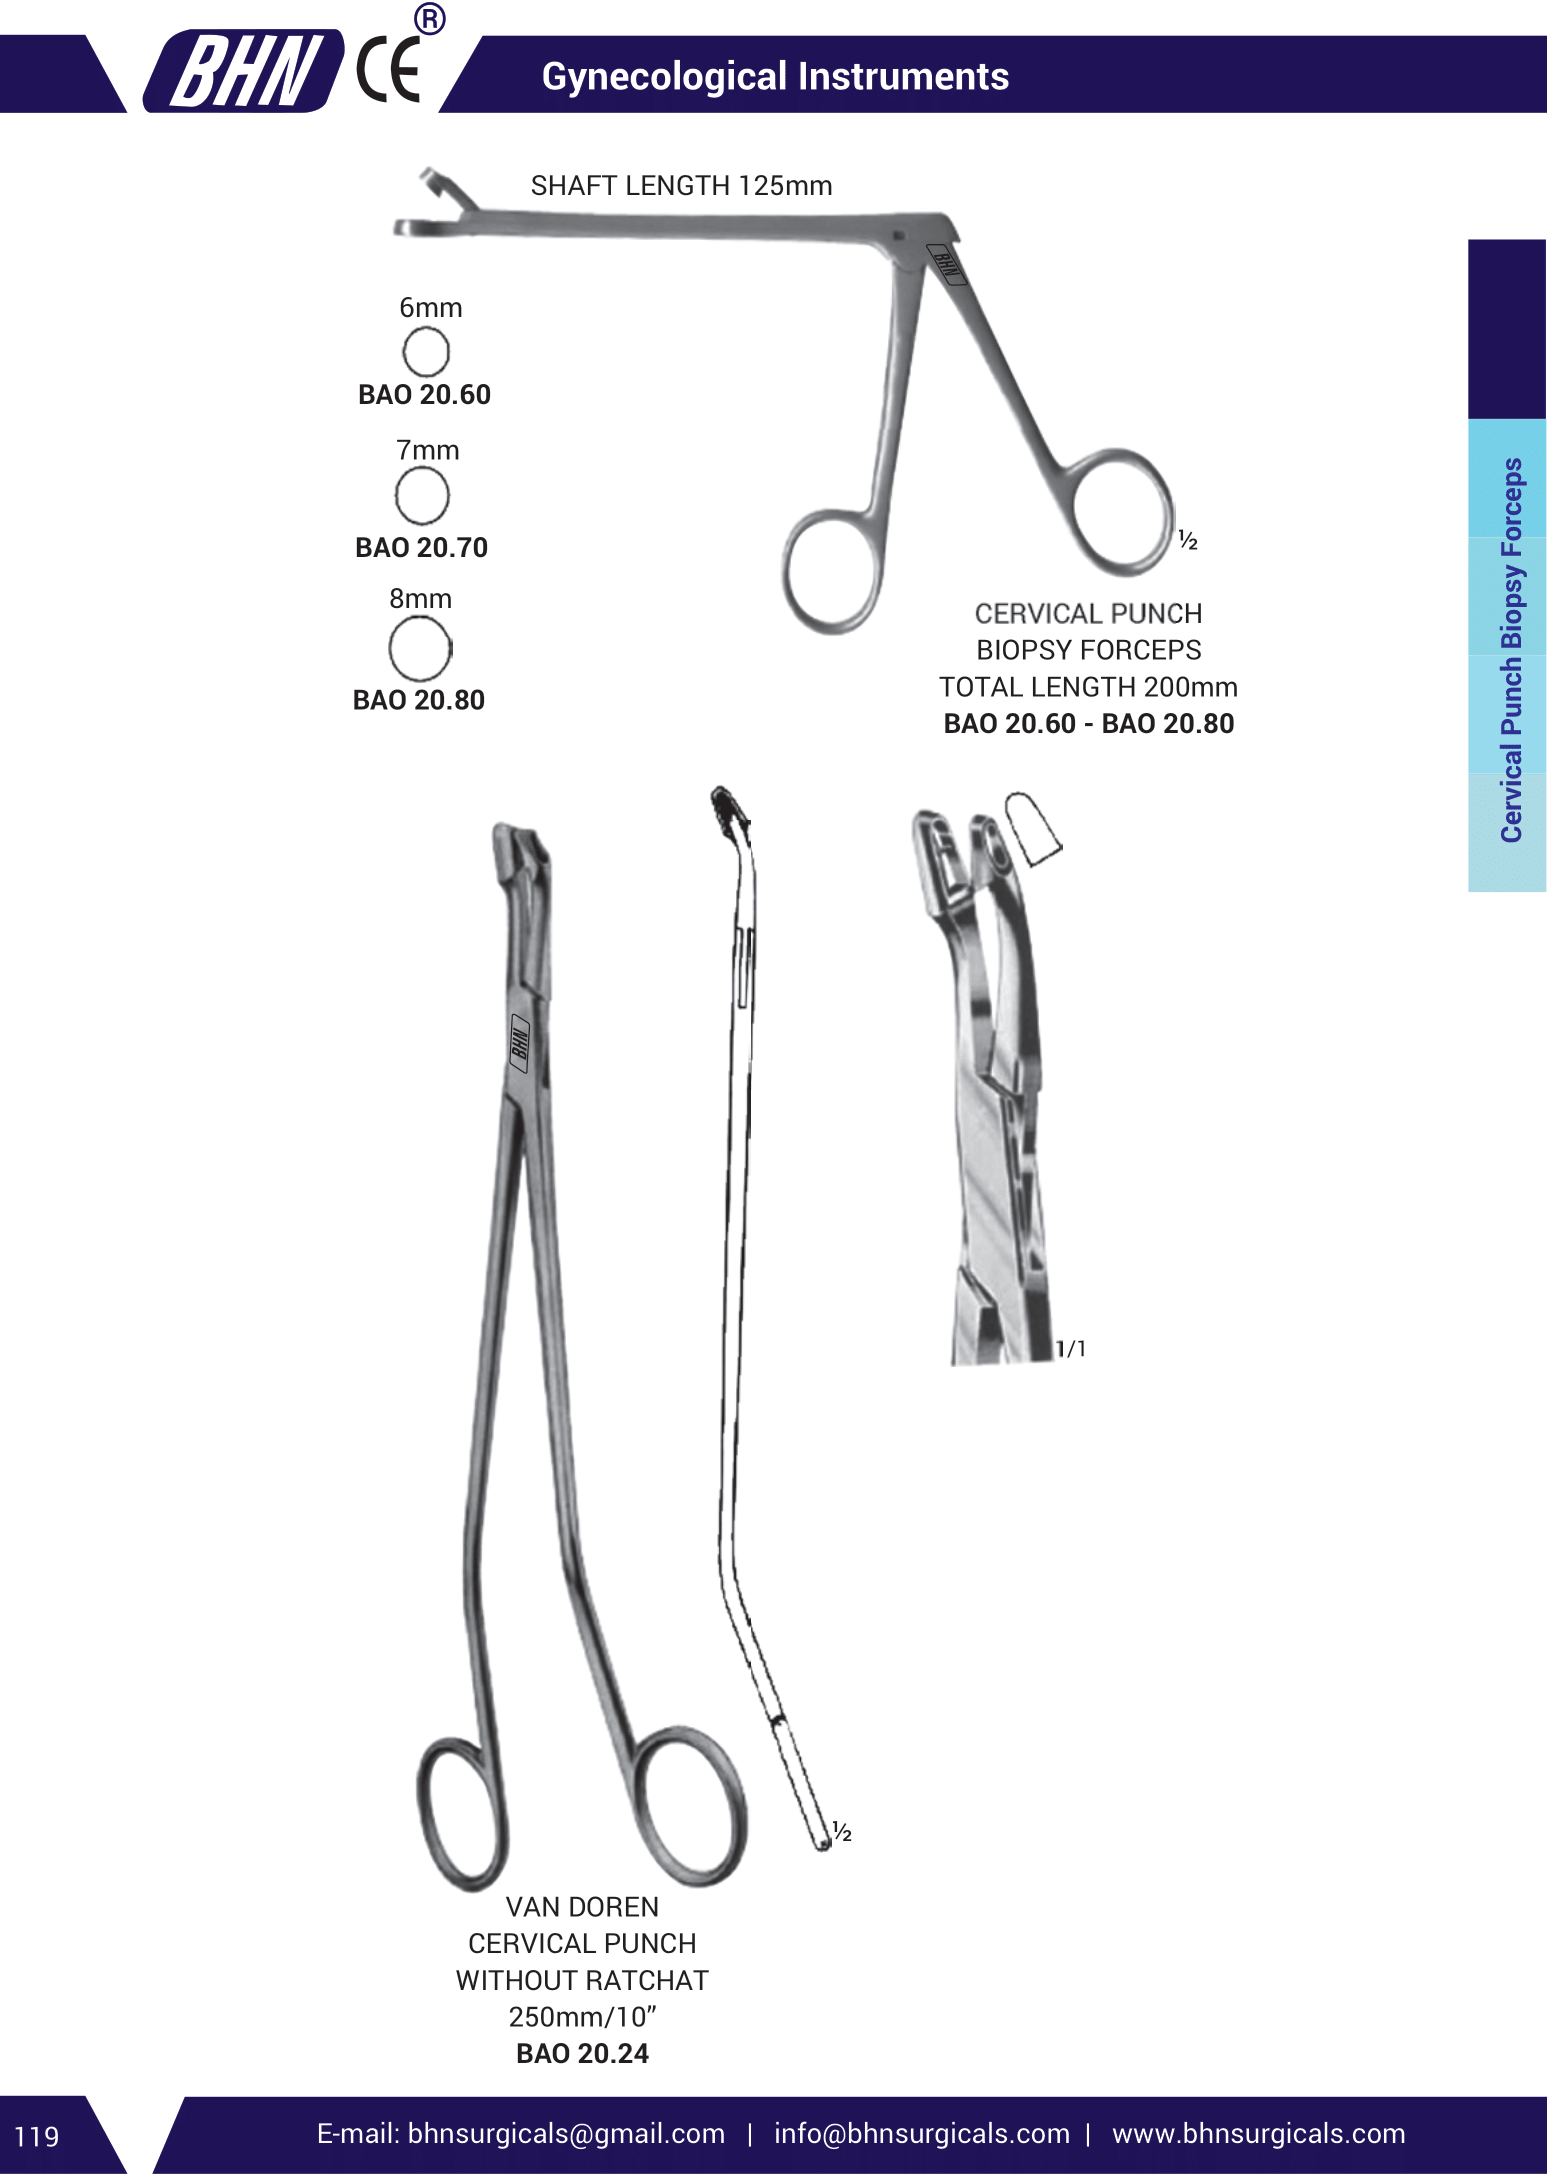 BHN CE ®
Gynecological Instruments
SHAFT LENGTH 125mm
BHN
6mm
BAO 20.60
7mm
BAO 20.70
8mm
BAO 20.80
½
CERVICAL PUNCH
BIOPSY FORCEPS
TOTAL LENGTH 200mm
BAO 20.60 - BAO 20.80
Cervical Punch Biopsy Forceps
BHN
1/1
½
VAN DOREN
CERVICAL PUNCH
WITHOUT RATCHAT
250mm/10”
BAO 20.24
119
E-mail: bhnsurgicals@gmail.com | info@bhnsurgicals.com | www.bhnsurgicals.com